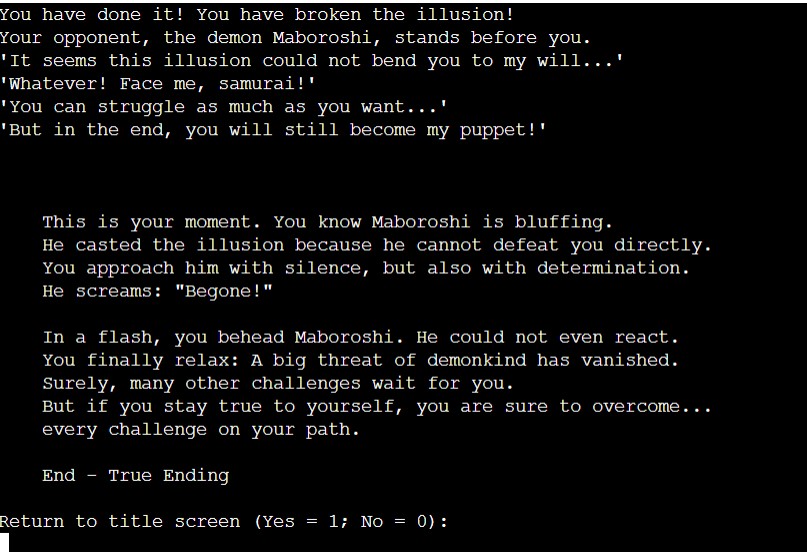 You have done it! You have broken the illusion!
Your opponent, the demon Maboroshi, stands before you.
'It seems this illusion could not bend you to my will...'
'Whatever! Face me, samurai!'
'You can struggle as much as you want...'
'But in the end, you will still become my puppet!'
This is your moment. You know Maboroshi is bluffing.
He casted the illusion because he cannot defeat you directly.
You approach him with silence, but also with determination.
He screams: "Begone!"
In a flash, you behead Maboroshi. He could not even react.
You finally relax: A big threat of demonkind has vanished.
Surely, many other challenges wait for you.
But if you stay true to yourself, you are sure to overcome...
every challenge on your path.
End - True Ending
Return to title screen (Yes = 1; No = 0):